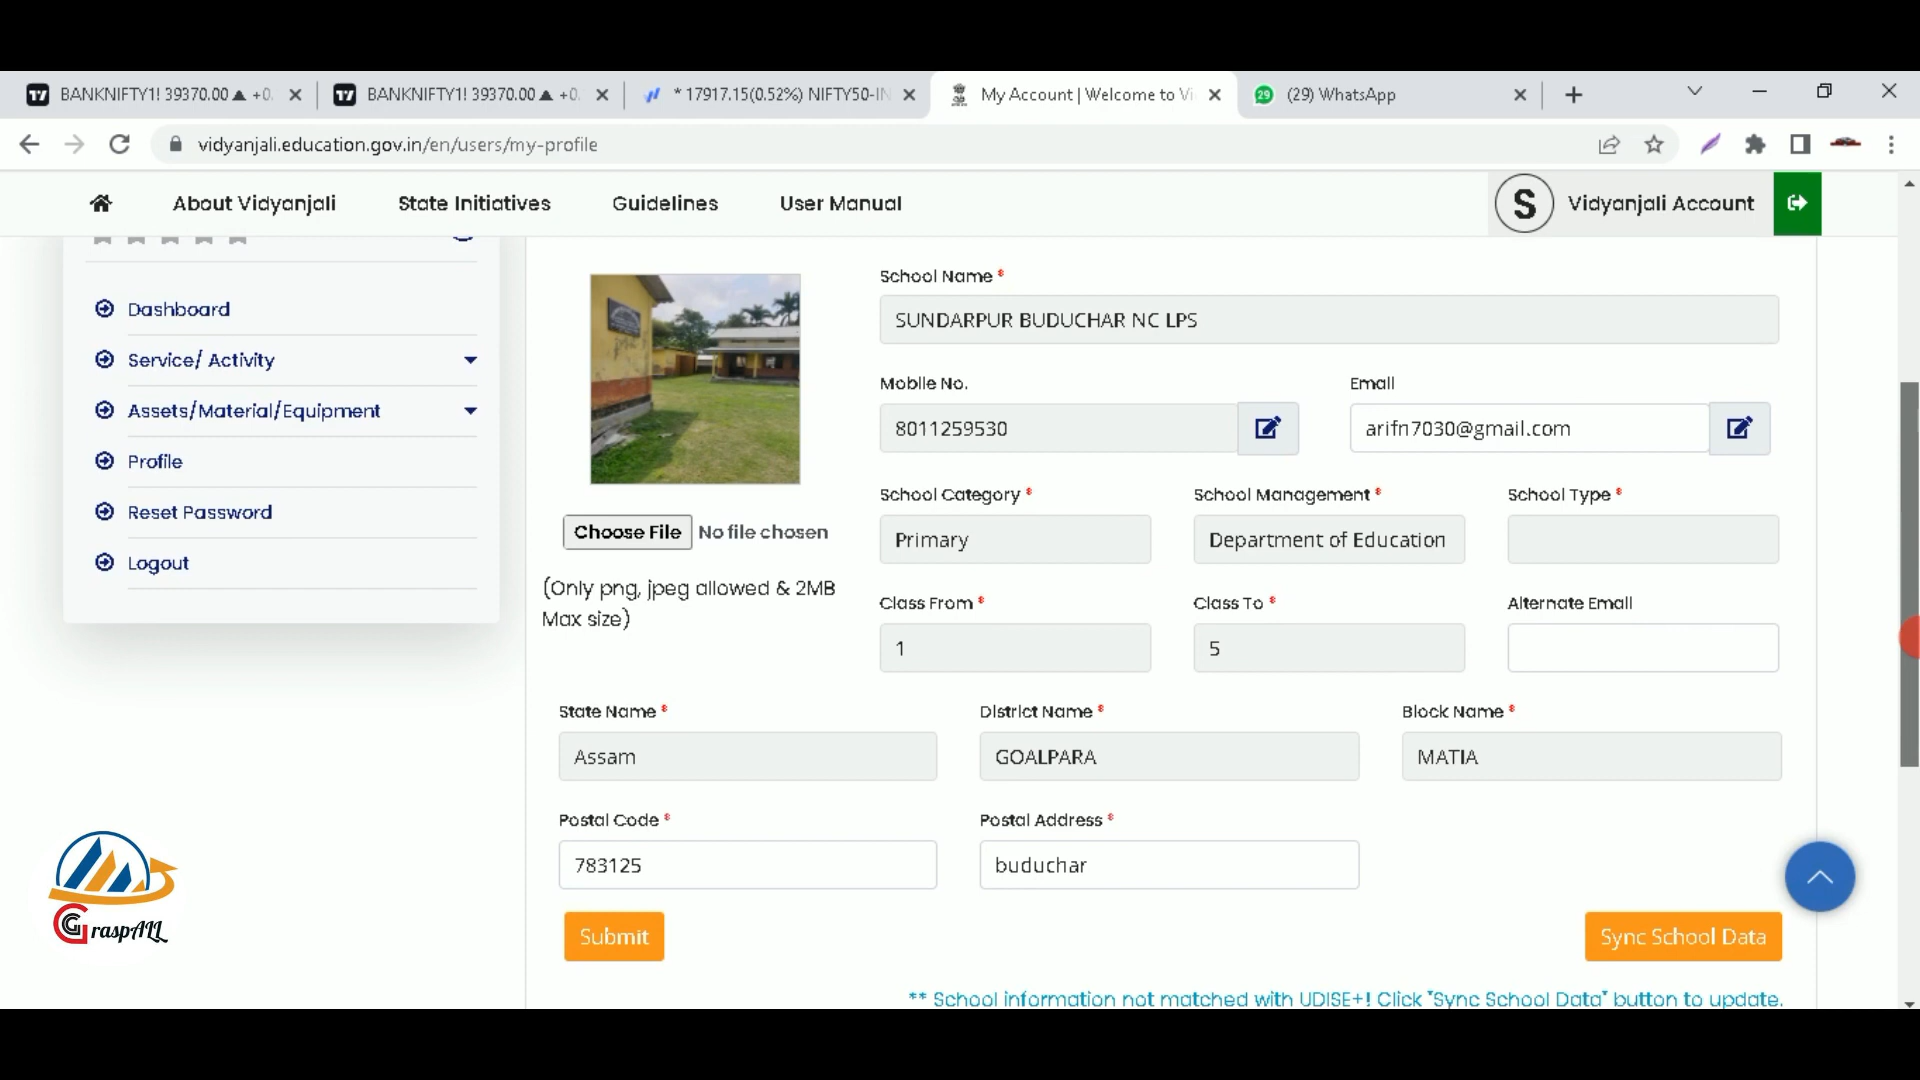 BANKNIFTY1! 39370.00 ▲ +0.
BANKNIFTY1! 39370.00 ▲ +0.
* 17917.15(0.52%) NIFTY50-IN
My Account | Welcome to Vi
29
(29) WhatsApp
vidyanjali.education.gov.in/en/users/my-profile
About Vidyanjali
State Initiatives
Guidelines
User Manual
S
Vidyanjali Account
Dashboard
Service/ Activity
Assets/Material/Equipment
Profile
Reset Password
Logout
Choose File No file chosen
(Only png, jpeg allowed & 2MB
Max size)
School Name *
SUNDARPUR BUDUCHAR NC LPS
Mobile No.
Email
8011259530
arifn7030@gmail.com
School Category *
School Management *
School Type *
Primary
Department of Education
Class From *
Class To *
Alternate Email
1
5
State Name *
District Name *
Block Name *
Assam
GOALPARA
MATIA
Postal Code *
Postal Address *
783125
buduchar
Submit
Sync School Data
** School information not matched with UDISE+! Click "Sync School Data" button to update.
GraspALL